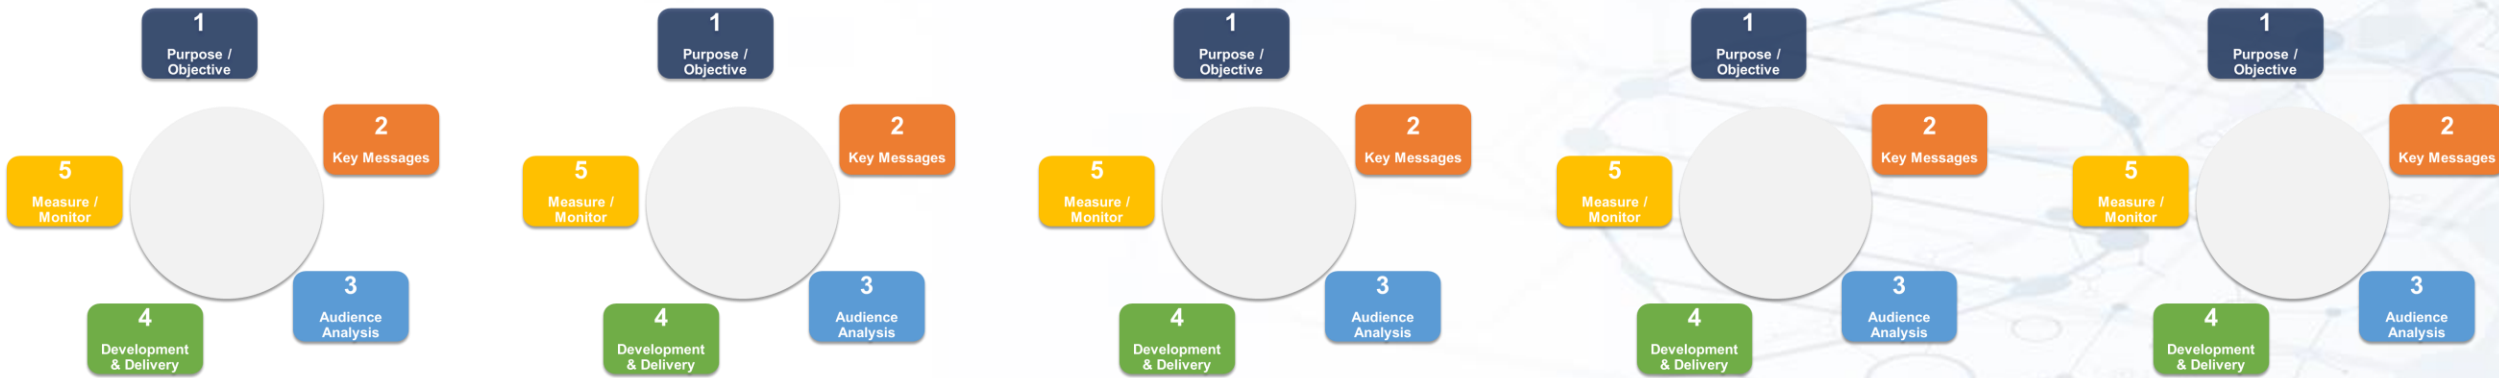 1
Purpose /
Objective
2
Key Messages
3
Audience
Analysis
4
Development
& Delivery
5
Measure /
Monitor
1
Purpose /
Objective
2
Key Messages
3
Audience
Analysis
4
Development
& Delivery
5
Measure /
Monitor
1
Purpose /
Objective
2
Key Messages
3
Audience
Analysis
4
Development
& Delivery
5
Measure /
Monitor
1
Purpose /
Objective
2
Key Messages
3
Audience
Analysis
4
Development
& Delivery
5
Measure /
Monitor
1
Purpose /
Objective
2
Key Messages
3
Audience
Analysis
4
Development
& Delivery
5
Measure /
Monitor